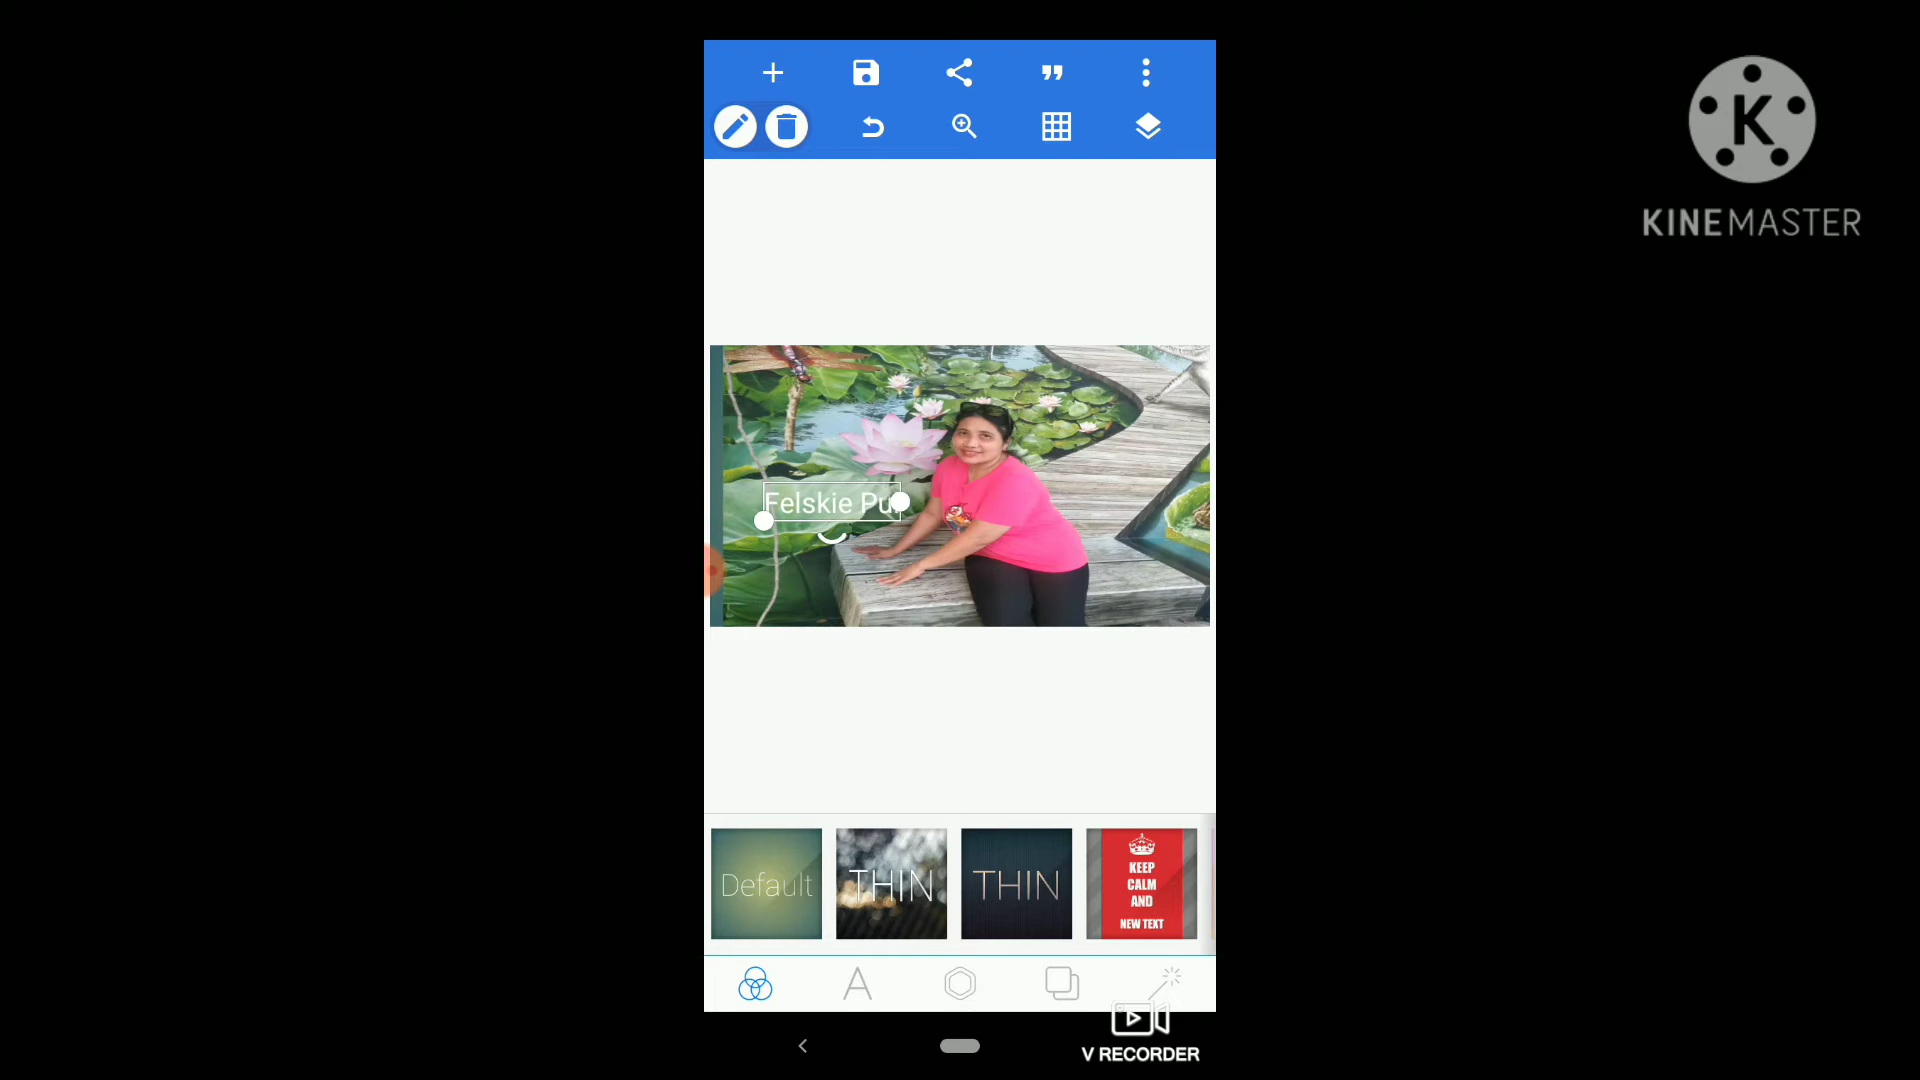 K
KINEMASTER
Felskie Pu
Default
THIN
THIN
KEEP
CALM
AND
NEW TEXT
A
V RECORDER